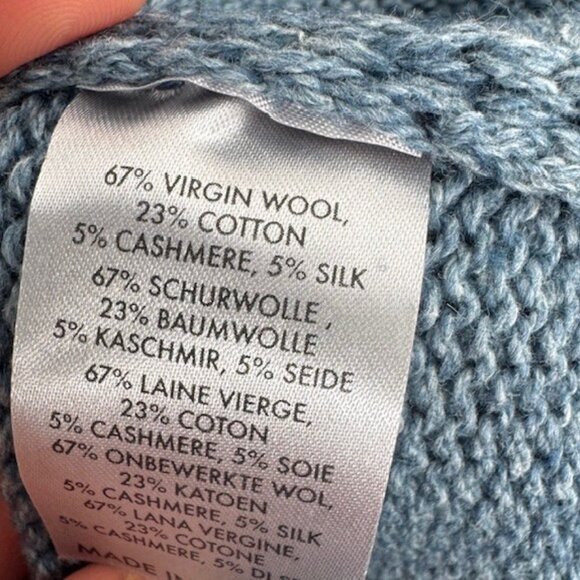 67% VIRGIN WOOL,
23% COTTON
5% CASHMERE, 5% SILK
67% SCHURWOLLE ,
23% BAUMWOLLE
5% KASCHMIR, 5% SEIDE
67% LAINE VIERGE,
23% COTON
5% CASHMERE, 5% SOIE
67% ONBEWERKTE WOL,
23% KATOEN
5% CASHMERE, 5% SILK
67% LANA VERGINE,
23% COTONE
5% CASHMERE, 5% DI
MADE IN